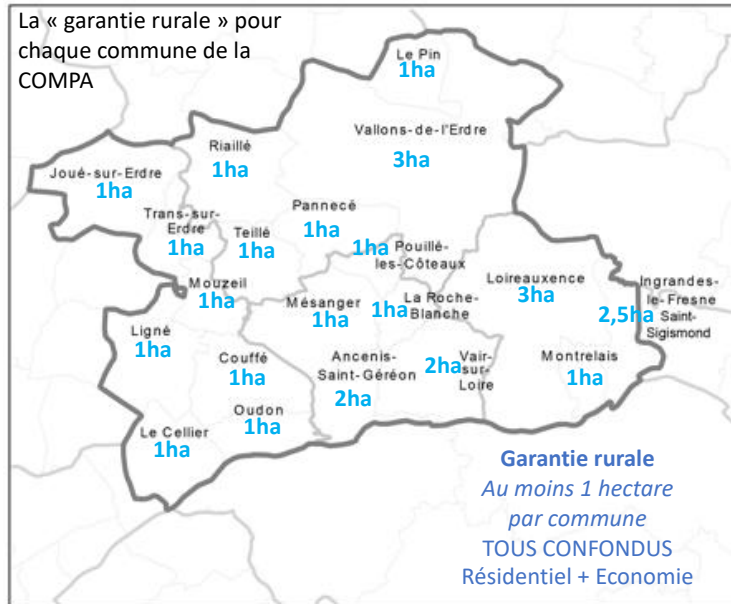 La « garantie rurale » pour
chaque commune de la
COMPA
Le Pin
1ha
Vallons-de-l'Erdre
3ha
Riaillé
1ha
Joué-sur-Erdre
1ha
Trans-sur-
Erdre
1ha
Teillé
1ha
Pannecé
1ha
1ha
Pouillé-
les-Côteaux
Mouzeil
1ha
Mésanger
1ha
1ha
La Roche-
Blanche
Loireauxence
3ha
Ingrandes-
le-Fresne
Saint-
Sigismond
2,5ha
Ligné
1ha
Couffé
1ha
Ancenis-
Saint-Géréon
2ha
2ha
Vair-
sur-
Loire
Montrelais
1ha
Oudon
1ha
Le Cellier
1ha
Garantie rurale
Au moins 1 hectare
par commune
TOUS CONFONDUS
Résidentiel + Economie